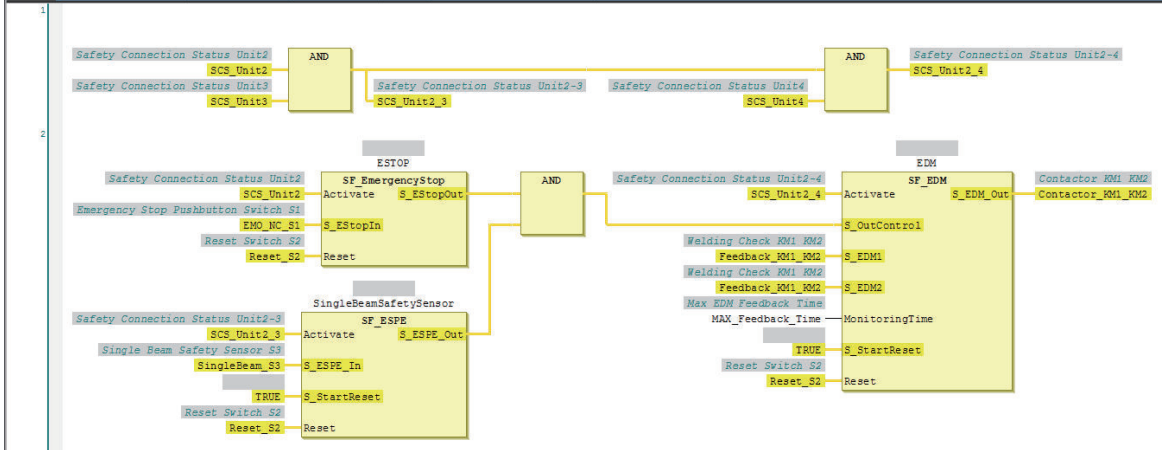 1
Safety Connection Status Unit2
AND
AND
Safety Connection Status Unit2-4
SCS_Unit2
SCS_Unit2_4
Safety Connection Status Unit3
Safety Connection Status Unit2-3
Safety Connection Status Unit4
SCS_Unit3
SCS_Unit2_3
SCS_Unit4
2
ESTOP
EDM
Safety Connection Status Unit2
SF_EmergencyStop
AND
Safety Connection Status Unit2-4
SF_EDM
Contactor KM1 KM2
SCS_Unit2
Activate
S_EStopOut
SCS_Unit2_4
Activate
S_EDM_Out
Contactor_KM1_KM2
Emergency Stop Pushbutton Switch S1
EMO_NC_S1
S_EStopIn
S_OutControl
Reset Switch S2
Welding Check KM1 KM2
Reset_S2
Reset
Feedback_KM1_KM2
S_EDM1
Welding Check KM1 KM2
Feedback_KM1_KM2
S_EDM2
SingleBeamSafetySensor
Max EDM Feedback Time
Safety Connection Status Unit2-3
SF_ESPE
MAX_Feedback_Time
MonitoringTime
SCS_Unit2_3
Activate
S_ESPE_Out
Single Beam Safety Sensor S3
TRUE
S_StartReset
SingleBeam_S3
S_ESPE_In
Reset Switch S2
Reset_S2
Reset
TRUE
S_StartReset
Reset Switch S2
Reset_S2
Reset